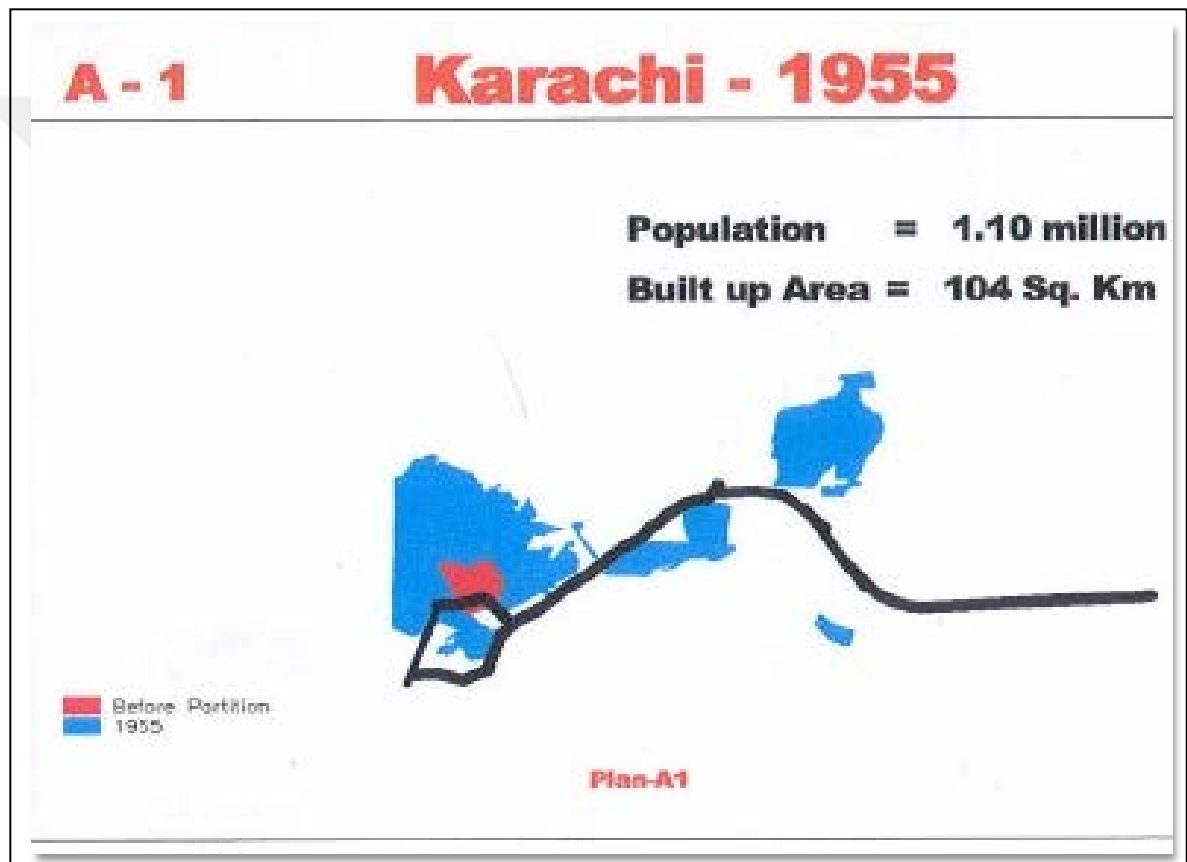 A - 1 Karachi - 1955
Population = 1.10 million
Built up Area = 104 Sq. Km
Before Partition
1955
Plan-A1